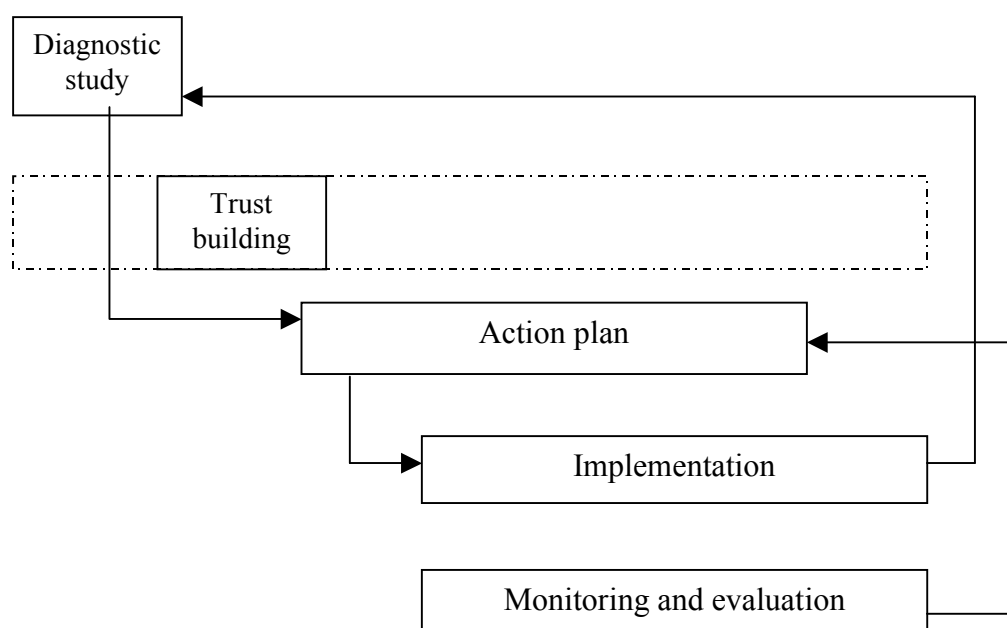 Diagnostic
study
Trust
building
Action plan
Implementation
Monitoring and evaluation